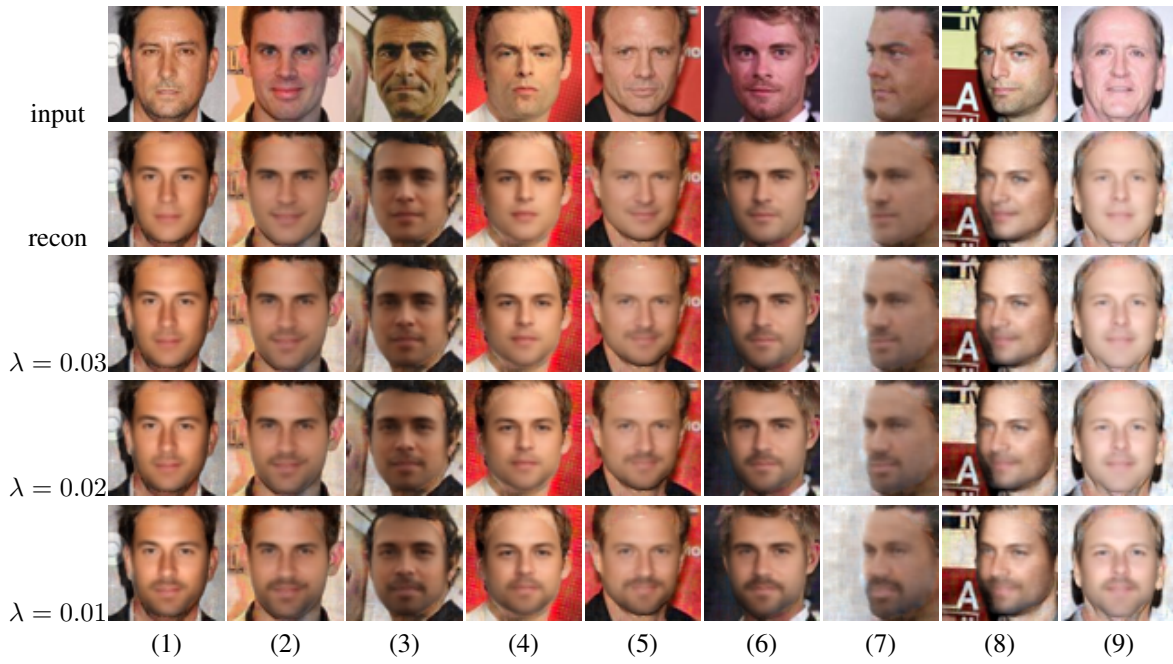 input
recon
λ = 0.03
λ = 0.02
λ = 0.01
(1) (2) (3) (4) (5) (6) (7) (8) (9)